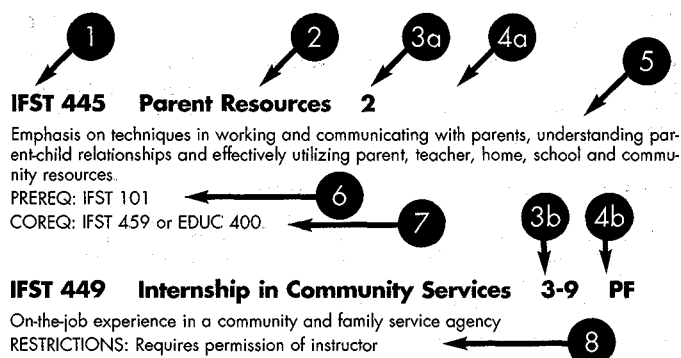 1 2 3a 4a 5
IFST 445 Parent Resources 2
Emphasis on techniques in working and communicating with parents, understanding par-
ent-child relationships and effectively utilizing parent, teacher, home, school and commu-
nity resources.
PREREQ: IFST 101 6
COREQ: IFST 459 or EDUC 400 7
3b 4b
IFST 449 Internship in Community Services 3-9 PF
On-the-job experience in a community and family service agency
RESTRICTIONS: Requires permission of instructor 8